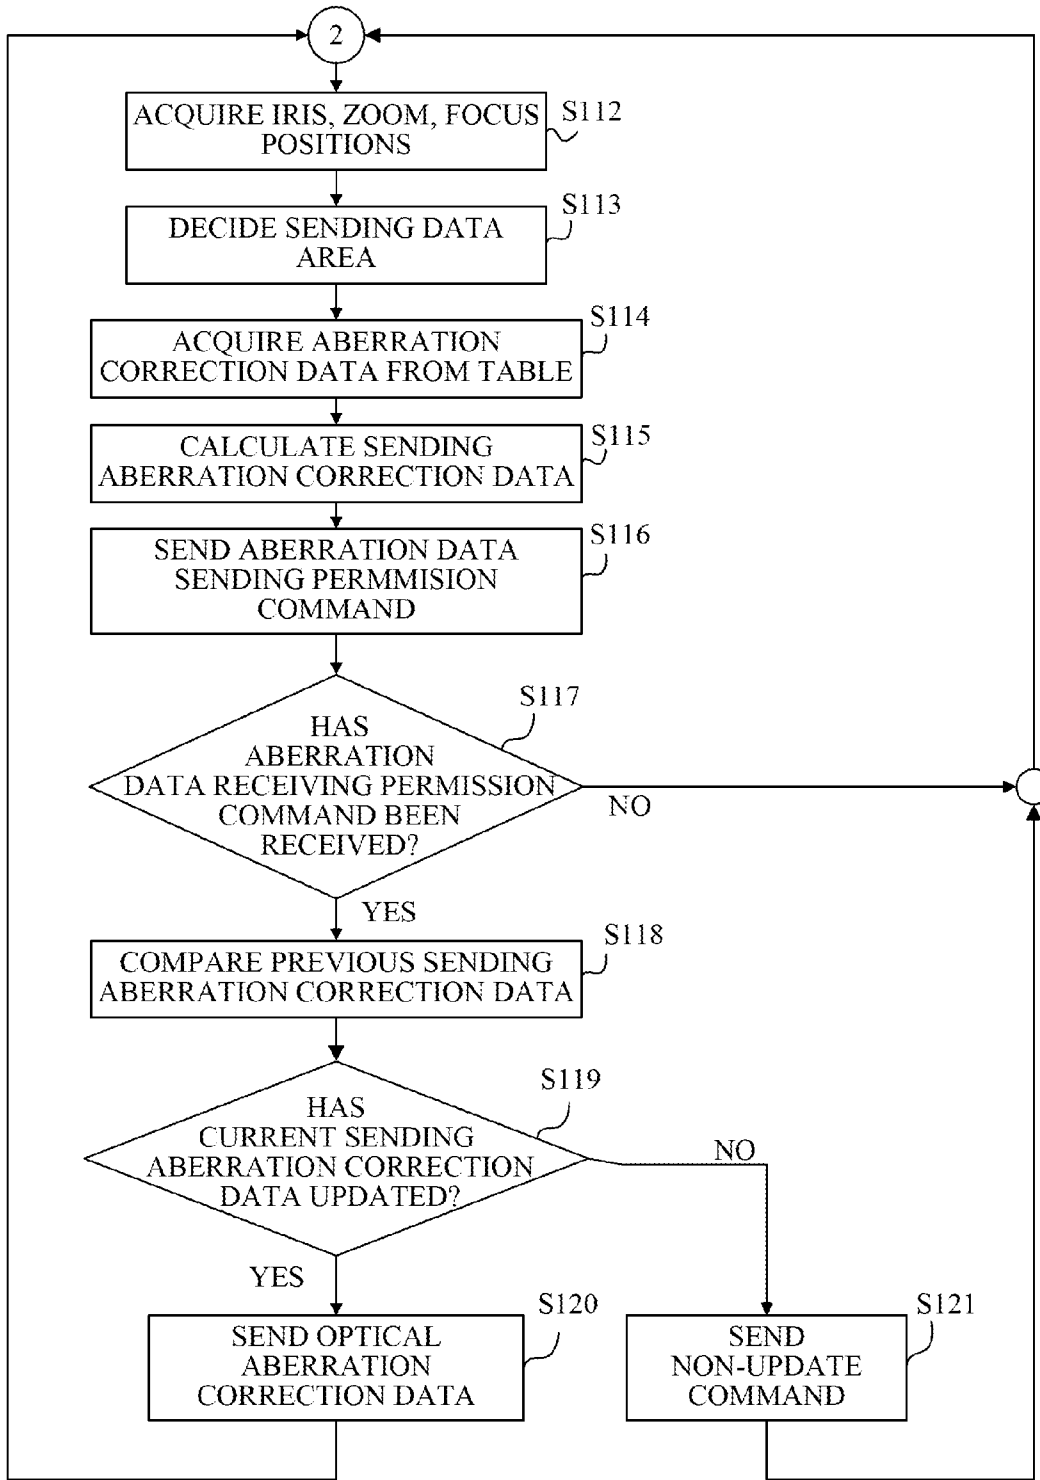 2
ACQUIRE IRIS, ZOOM, FOCUS
POSITIONS
S112
DECIDE SENDING DATA
AREA
S113
ACQUIRE ABERRATION
CORRECTION DATA FROM TABLE
S114
CALCULATE SENDING
ABERRATION CORRECTION DATA
S115
SEND ABERRATION DATA
SENDING PERMMISION
COMMAND
S116
HAS
ABERRATION
DATA RECEIVING PERMISSION
COMMAND BEEN
RECEIVED?
S117
NO
YES
COMPARE PREVIOUS SENDING
ABERRATION CORRECTION DATA
S118
HAS
CURRENT SENDING
ABERRATION CORRECTION
DATA UPDATED?
S119
NO
YES
SEND OPTICAL
ABERRATION
CORRECTION DATA
S120
SEND
NON-UPDATE
COMMAND
S121